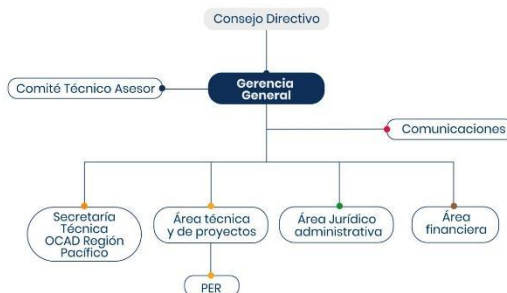 Consejo Directivo
Gerencia
General
Comité Técnico Asesor
Comunicaciones
Secretaría
Técnica
OCAD Región
Pacífico
Área técnica
y de proyectos
Área Jurídico
administrativa
Área
financiera
PER